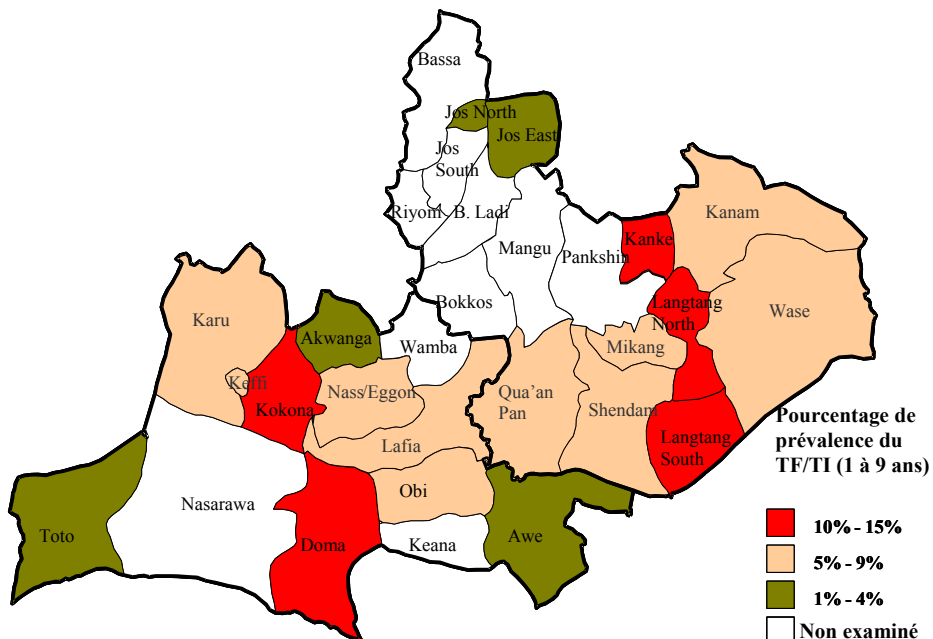 Bassa
Jos North
Jos East
Jos
South
Riyom
B. Ladi
Kanam
Mangu
Pankshin
Kanke
Bokkos
Langtang
North
Wase
Karu
Akwanga
Wamba
Mikang
Keffi
Kokona
Nass/Eggon
Qua'an
Pan
Shendam
Lafia
Langtang
South
Obi
Nasarawa
Toto
Doma
Keana
Awe
Pourcentage de
prévalence du
TF/TI (1 à 9 ans)
10% - 15%
5% - 9%
1% - 4%
Non examiné